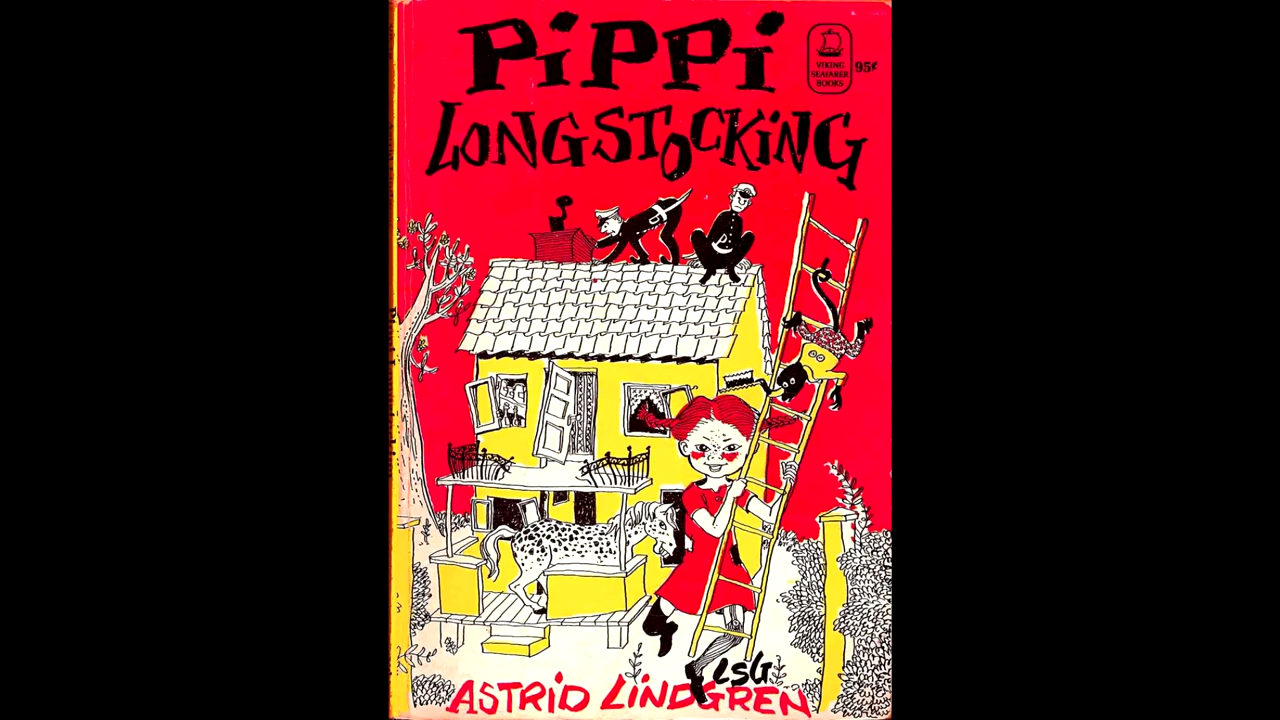 PiPPi
LONGSTOCKiNG
VIKING
SEAFARER
BOOKS
95¢
LSG
ASTRiD LiNDGREN